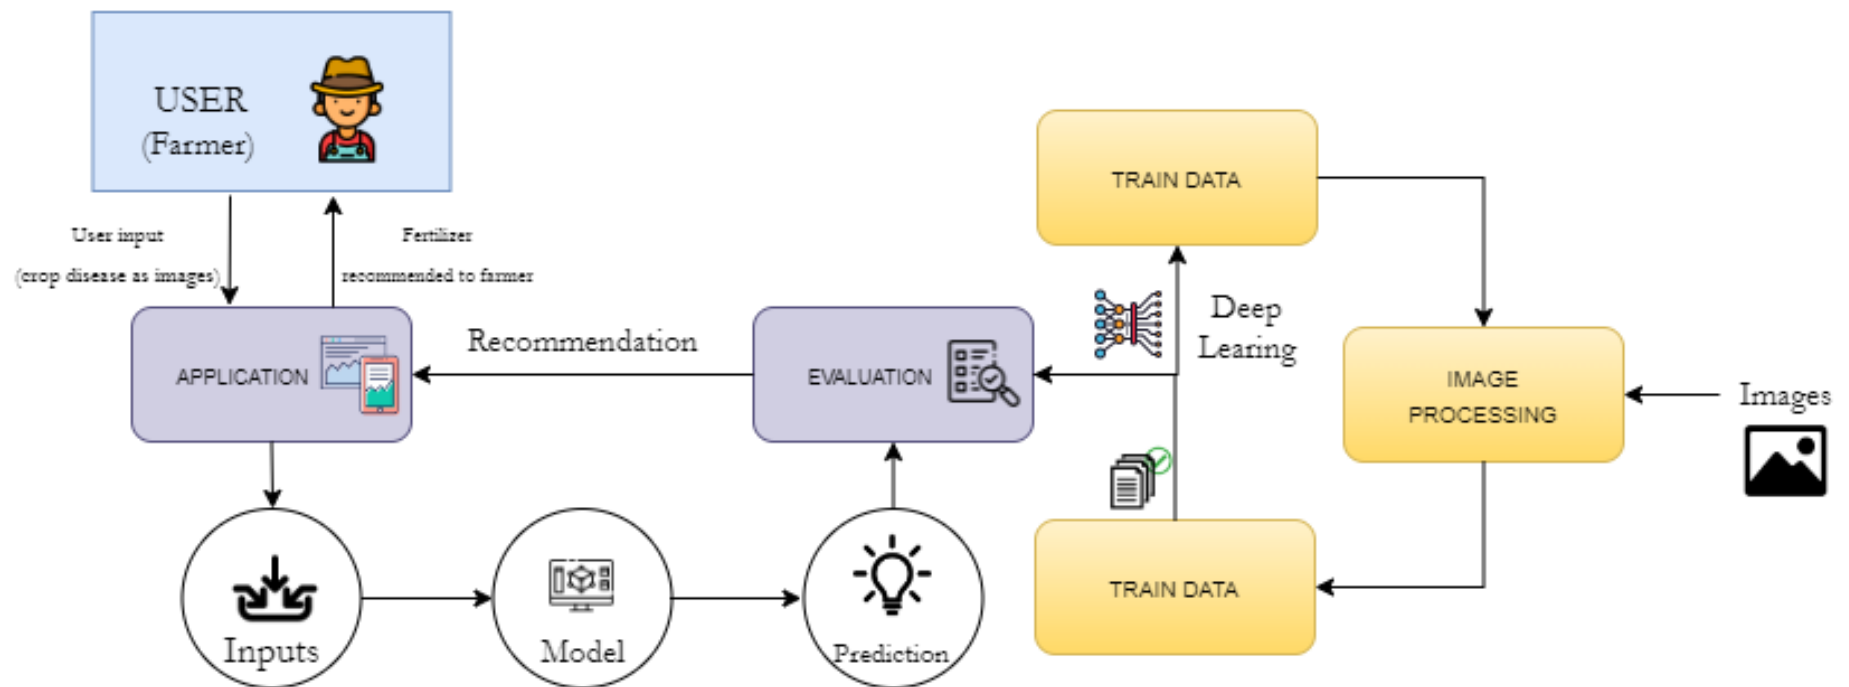 USER
(Farmer)
User input
(crop disease as images)
Fertilizer
recommended to farmer
APPLICATION
Recommendation
EVALUATION
Inputs
Model
Prediction
TRAIN DATA
Deep
Learing
IMAGE
PROCESSING
Images
TRAIN DATA